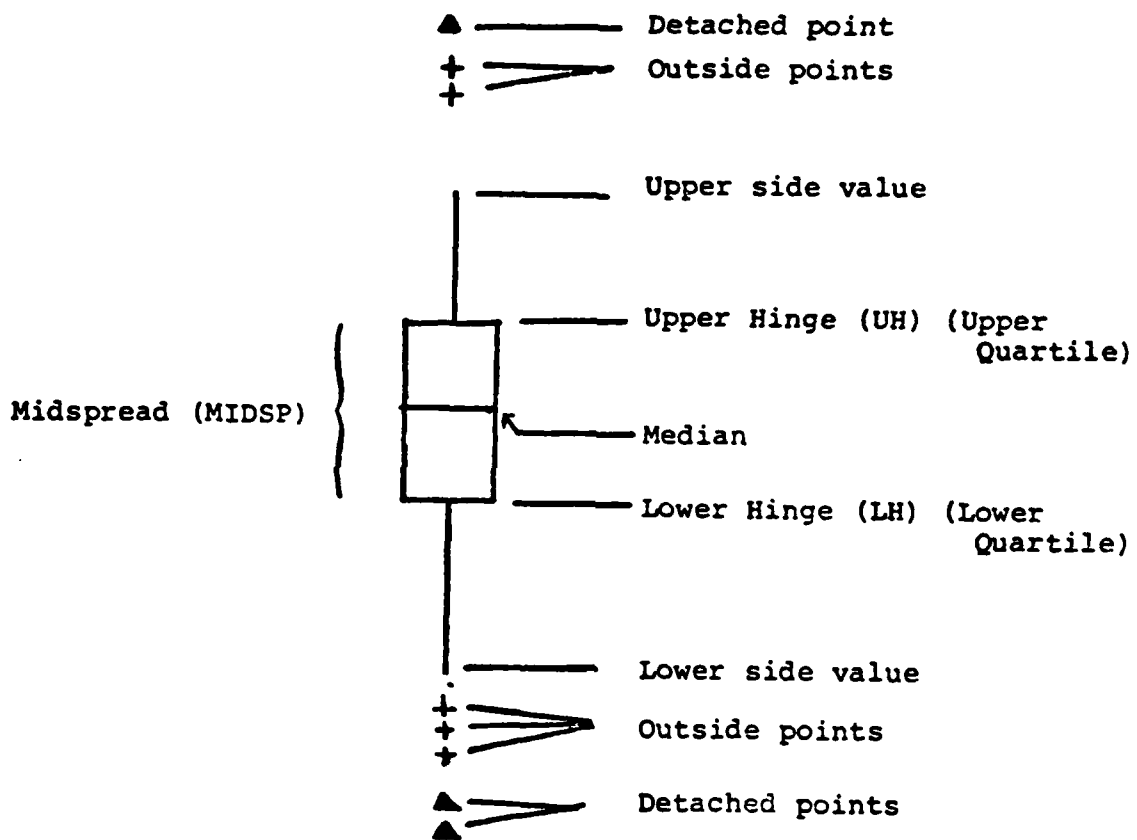 Detached point
Outside points
Upper side value
Upper Hinge (UH) (Upper
Quartile)
Midspread (MIDSP)
Median
Lower Hinge (LH) (Lower
Quartile)
Lower side value
Outside points
Detached points